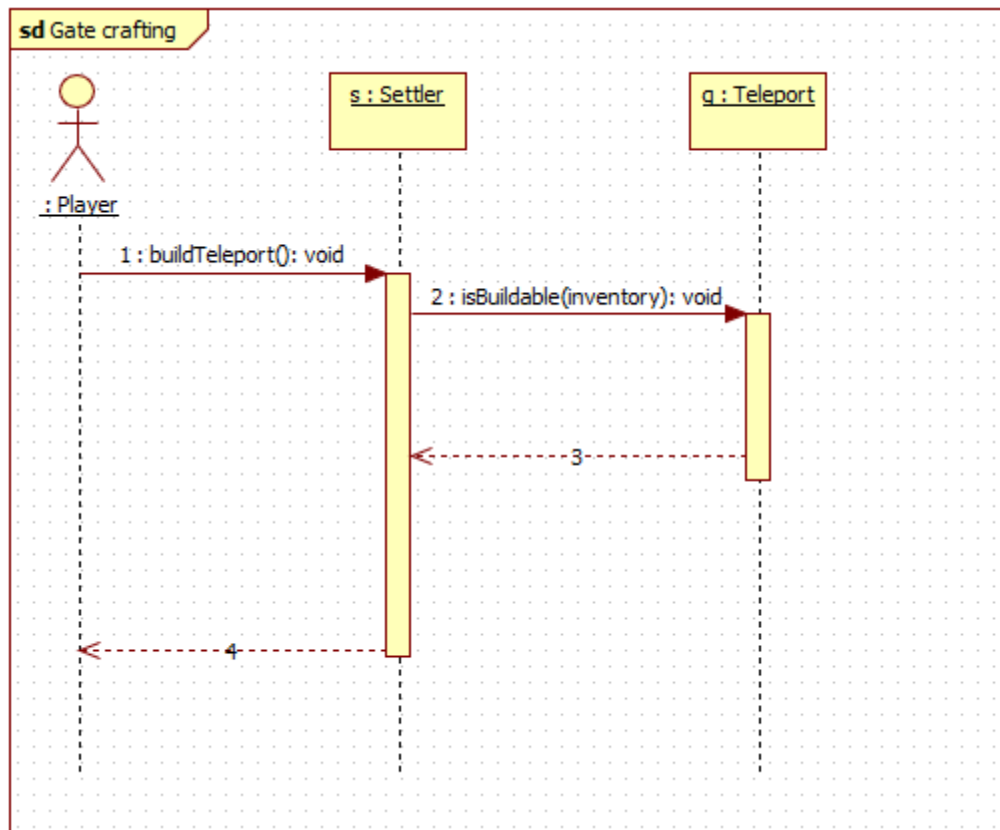 sd Gate crafting
s : Settler
g : Teleport
: Player
1 : buildTeleport(): void
2 : isBuildable(inventory): void
3
4